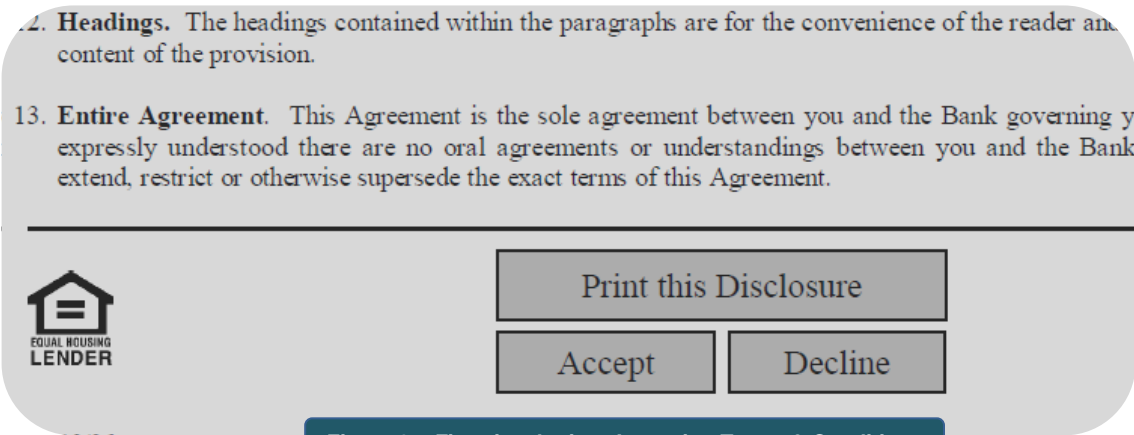 12. Headings. The headings contained within the paragraphs are for the convenience of the reader and
content of the provision.
13. Entire Agreement. This Agreement is the sole agreement between you and the Bank governing y
expressly understood there are no oral agreements or understandings between you and the Bank
extend, restrict or otherwise supersede the exact terms of this Agreement.
Print this Disclosure
EQUAL HOUSING
LENDER
Accept Decline